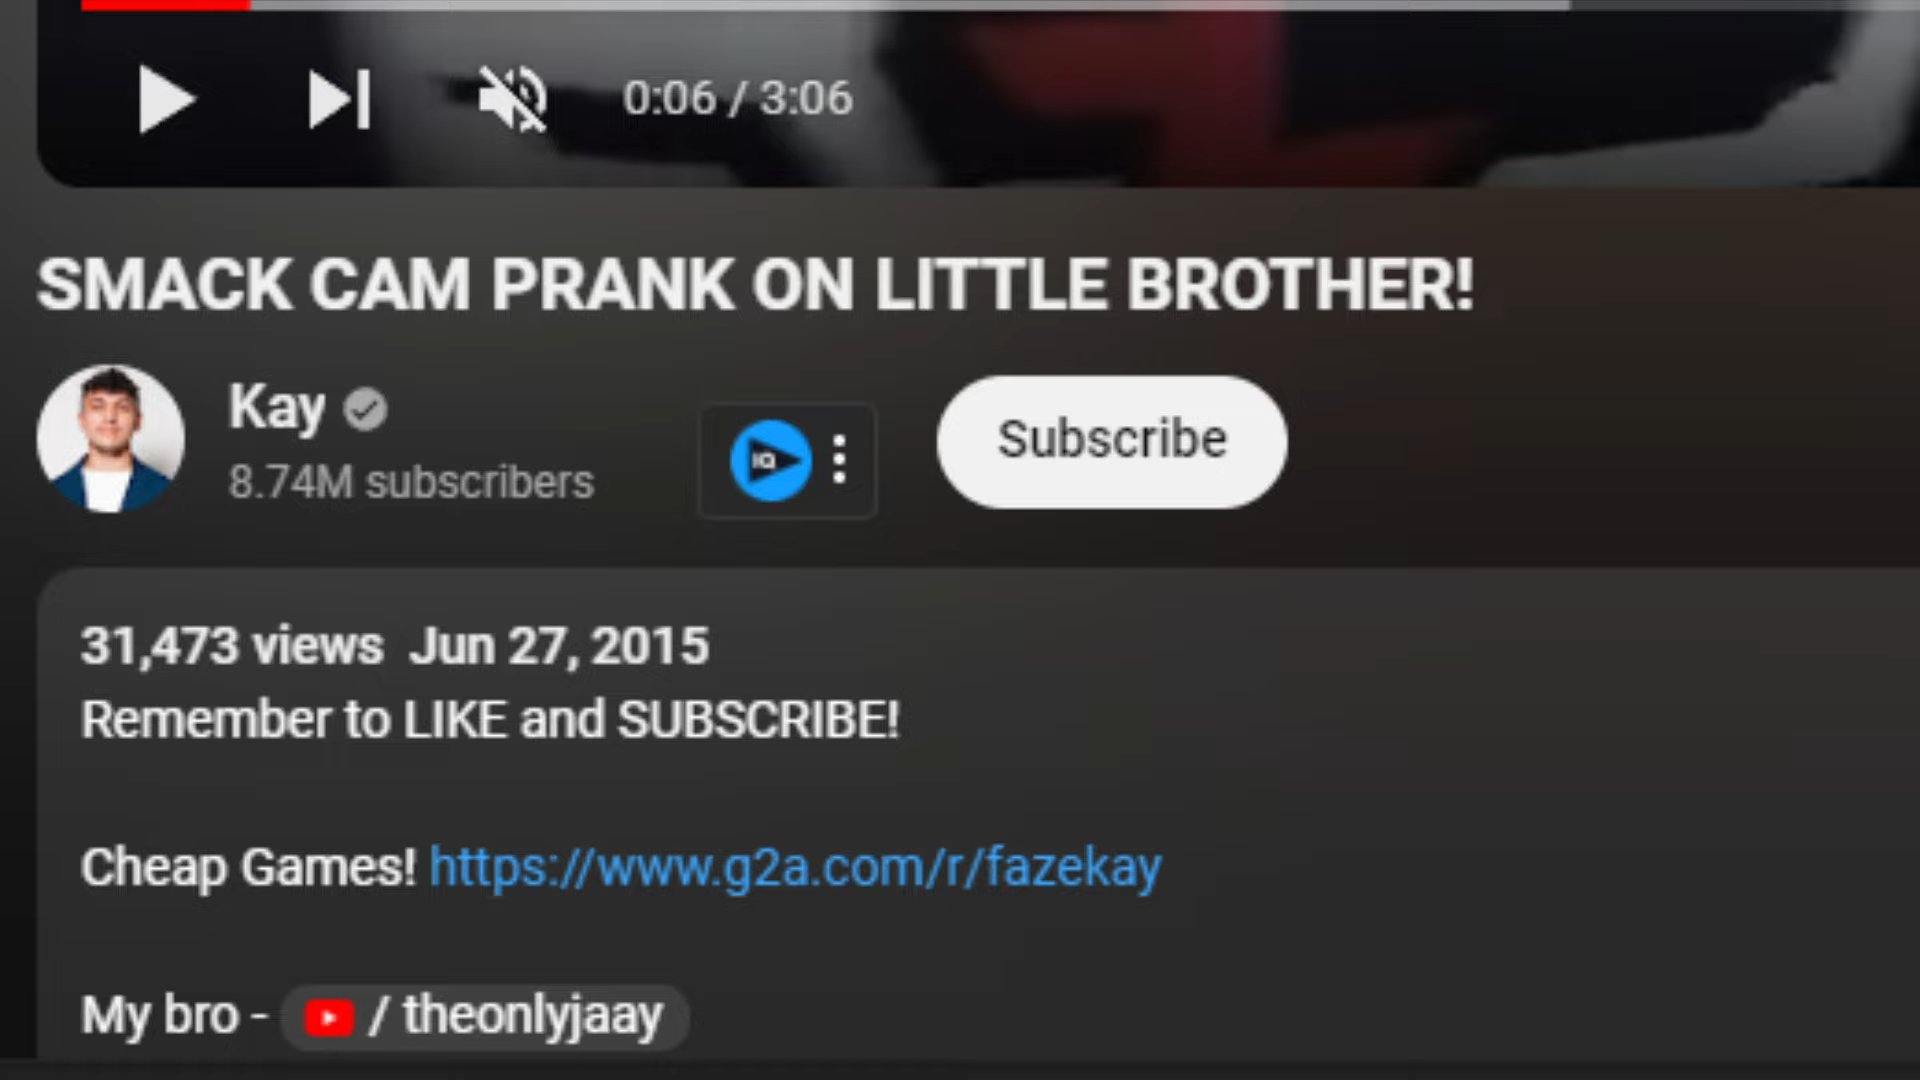 0:06 / 3:06
SMACK CAM PRANK ON LITTLE BROTHER!
Kay
8.74M subscribers
IQ
Subscribe
31,473 views Jun 27, 2015
Remember to LIKE and SUBSCRIBE!
Cheap Games! https://www.g2a.com/r/fazekay
My bro - / theonlyjaay